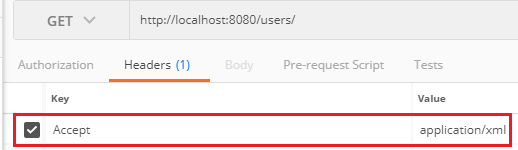 GET http://localhost:8080/users/
Authorization Headers (1) Body Pre-request Script Tests
Key Value
Accept application/xml